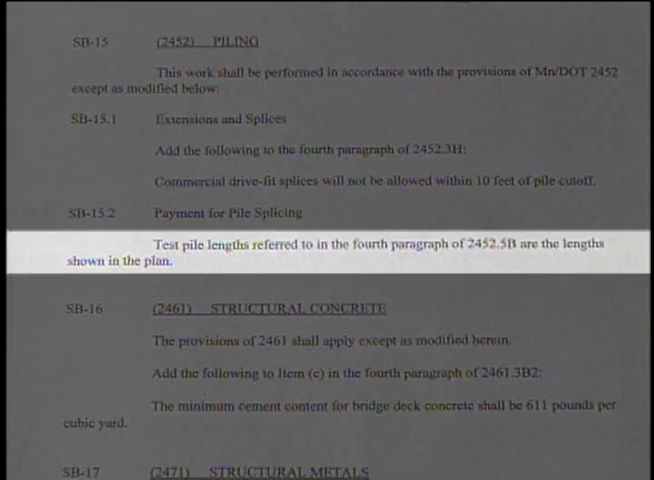 SB-15 (2452) PILING
This work shall be performed in accordance with the provisions of Mn/DOT 2452
except as modified below:
SB-15.1 Extensions and Splices
Add the following to the fourth paragraph of 2452.3H:
Commercial drive-fit splices will not be allowed within 10 feet of pile cutoff.
SB-15.2 Payment for Pile Splicing
Test pile lengths referred to in the fourth paragraph of 2452.5B are the lengths
shown in the plan.
SB-16 (2461) STRUCTURAL CONCRETE
The provisions of 2461 shall apply except as modified herein.
Add the following to Item (c) in the fourth paragraph of 2461.3B2:
The minimum cement content for bridge deck concrete shall be 611 pounds per
cubic yard.
SB-17 (2471) STRUCTURAL METALS